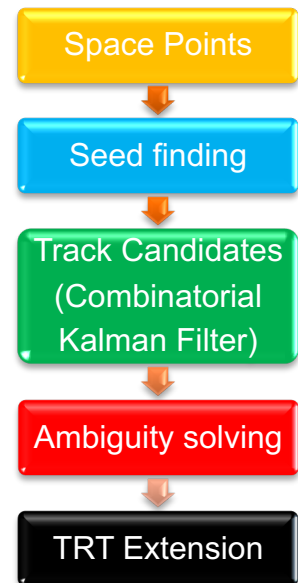 Space Points
Seed finding
Track Candidates
(Combinatorial
Kalman Filter)
Ambiguity solving
TRT Extension